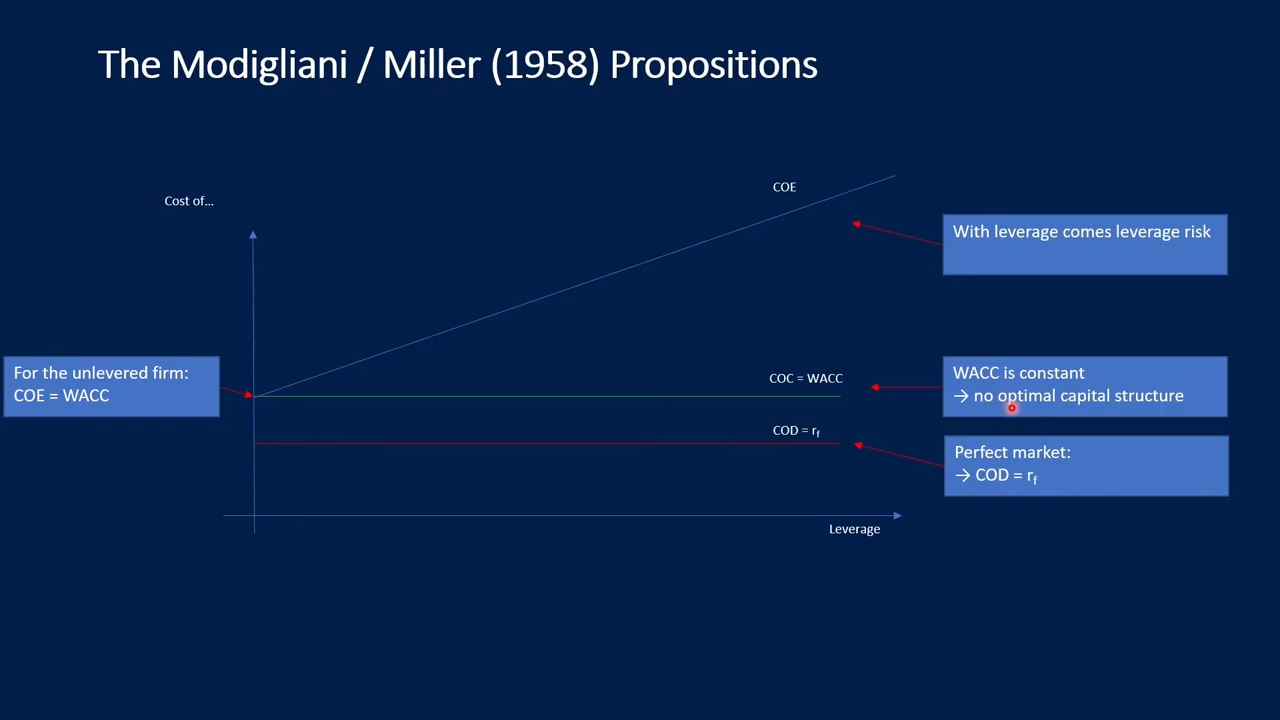 The Modigliani / Miller (1958) Propositions
COE
Cost of...
With leverage comes leverage risk
For the unlevered firm:
COE = WACC
COC = WACC
WACC is constant
→ no optimal capital structure
COD = rf
Perfect market:
→ COD = rf
Leverage